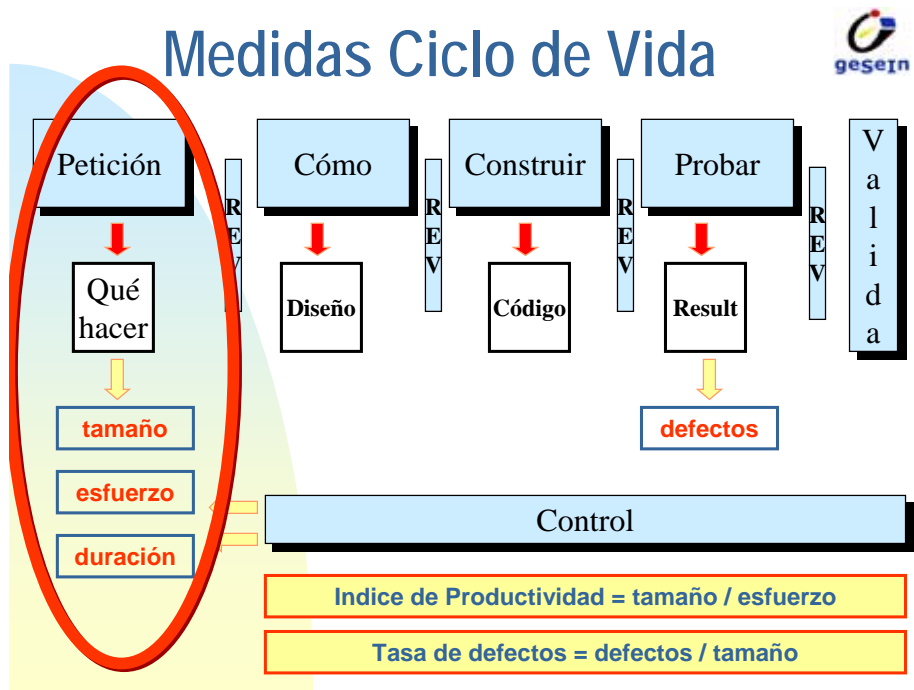 Medidas Ciclo de Vida
geseIn
Petición
Cómo
Construir
Probar
V
a
l
i
d
a
R
E
V
R
E
V
R
E
V
R
E
V
Qué
hacer
Diseño
Código
Result
tamaño
defectos
esfuerzo
Control
duración
Indice de Productividad = tamaño / esfuerzo
Tasa de defectos = defectos / tamaño